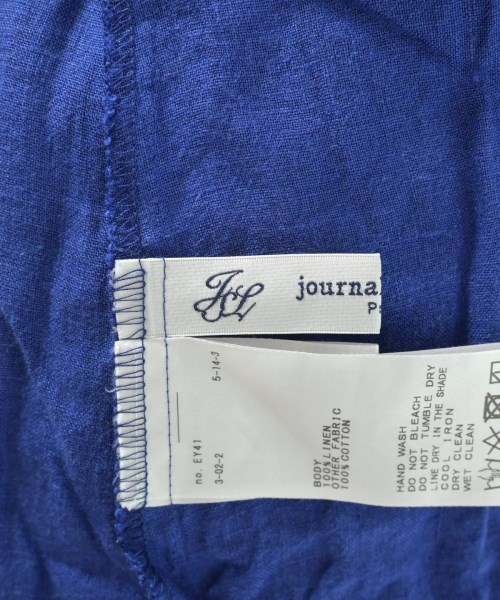 JSL
journa
5-14-3
no. EY41
3-02-2
BODY
100%LINEN
OTHER FABRIC
100%COTTON
HAND WASH
DO NOT BLEACH
DO NOT TUMBLE DRY
LINE DRY IN THE SHADE
COOL IRON
DRY CLEAN
WET CLEAN